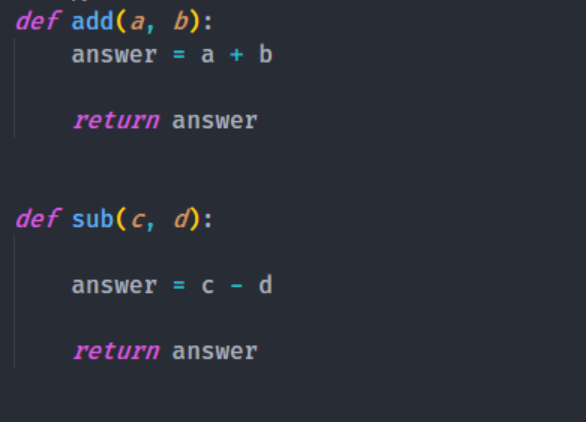 def add(a, b):
    answer = a + b
    return answer
def sub(c, d):
    answer = c - d
    return answer